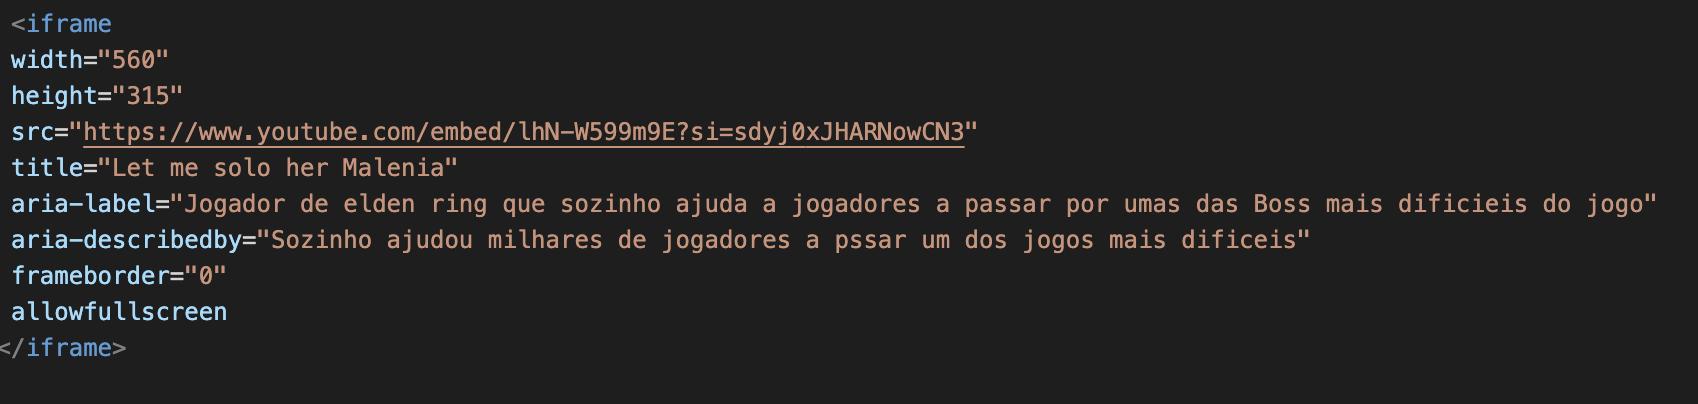 <iframe
width="560"
height="315"
src="https://www.youtube.com/embed/lhN-W599m9E?si=sdyj0xJHARNowCN3"
title="Let me solo her Malenia"
aria-label="Jogador de elden ring que sozinho ajuda a jogadores a passar por umas das Boss mais dificieis do jogo"
aria-describedby="Sozinho ajudou milhares de jogadores a pssar um dos jogos mais dificeis"
frameborder="0"
allowfullscreen
</iframe>